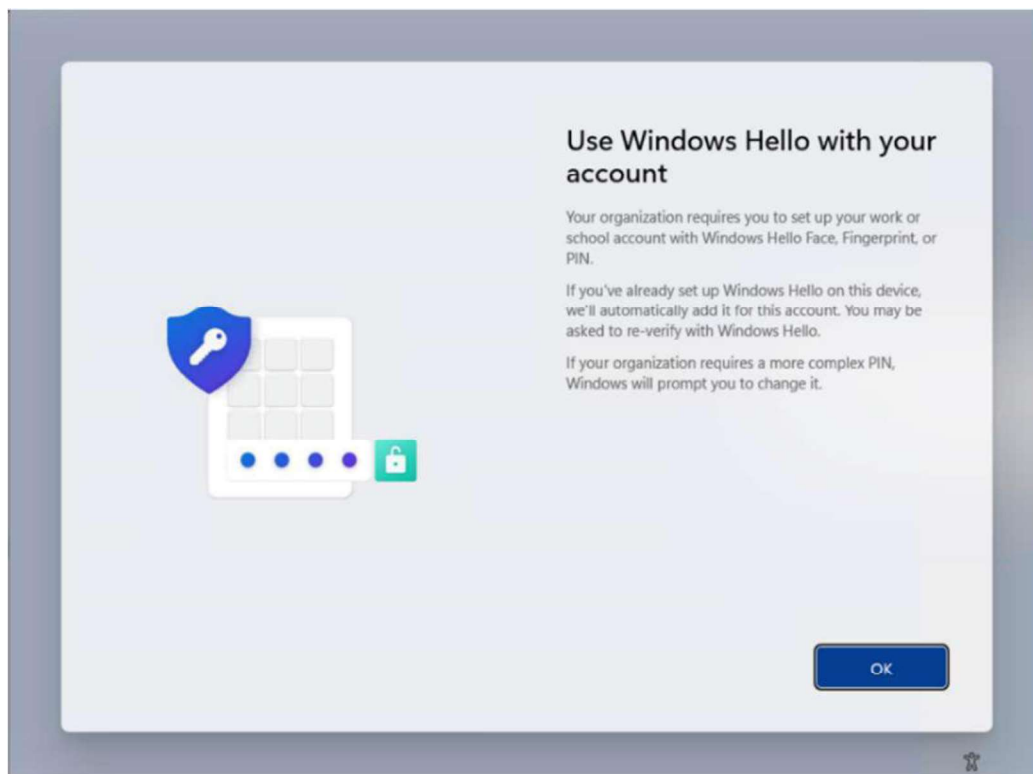 Use Windows Hello with your
account
Your organization requires you to set up your work or
school account with Windows Hello Face, Fingerprint, or
PIN.
If you've already set up Windows Hello on this device,
we'll automatically add it for this account. You may be
asked to re-verify with Windows Hello.
If your organization requires a more complex PIN,
Windows will prompt you to change it.
OK